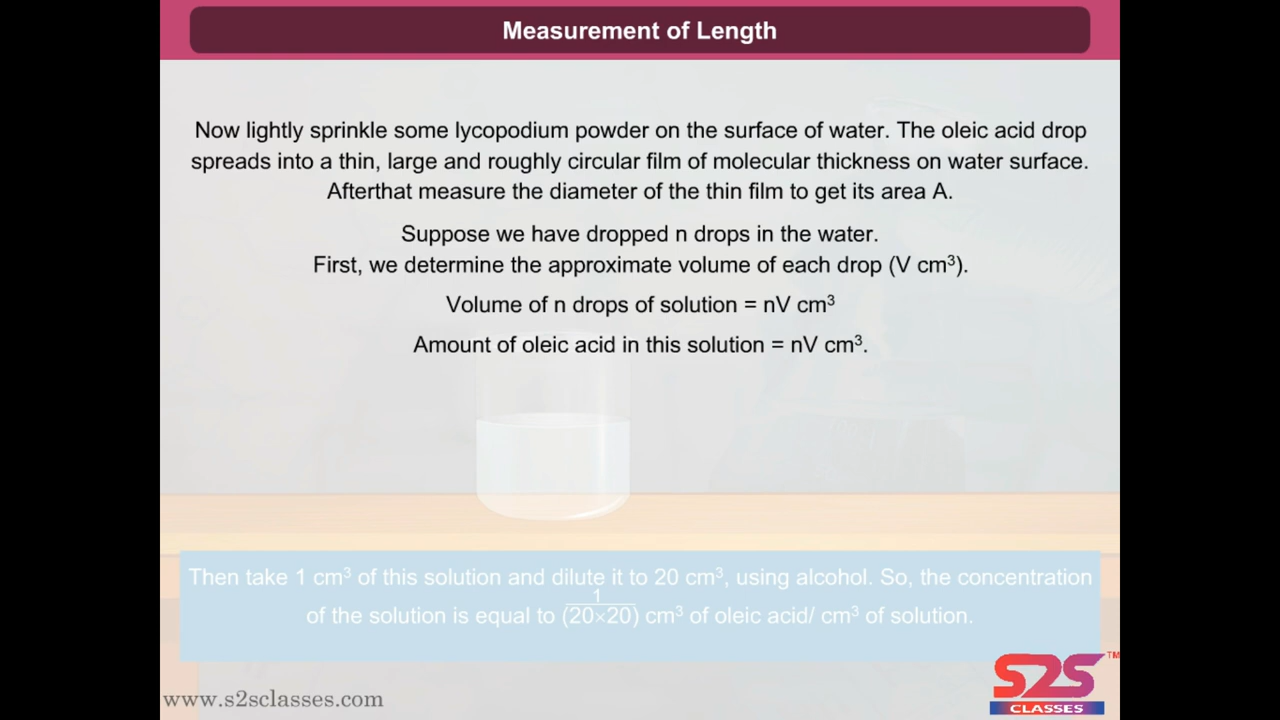 Measurement of Length
Now lightly sprinkle some lycopodium powder on the surface of water. The oleic acid drop
spreads into a thin, large and roughly circular film of molecular thickness on water surface.
Afterthat measure the diameter of the thin film to get its area A.
Suppose we have dropped n drops in the water.
First, we determine the approximate volume of each drop (V cm³).
Volume of n drops of solution = nV cm³
Amount of oleic acid in this solution = nV cm³.
Then take 1 cm³ of this solution and dilute it to 20 cm³, using alcohol. So, the concentration
1
of the solution is equal to (20×20) cm³ of oleic acid/ cm³ of solution.
S2S TM
CLASSES
www.s2sclasses.com